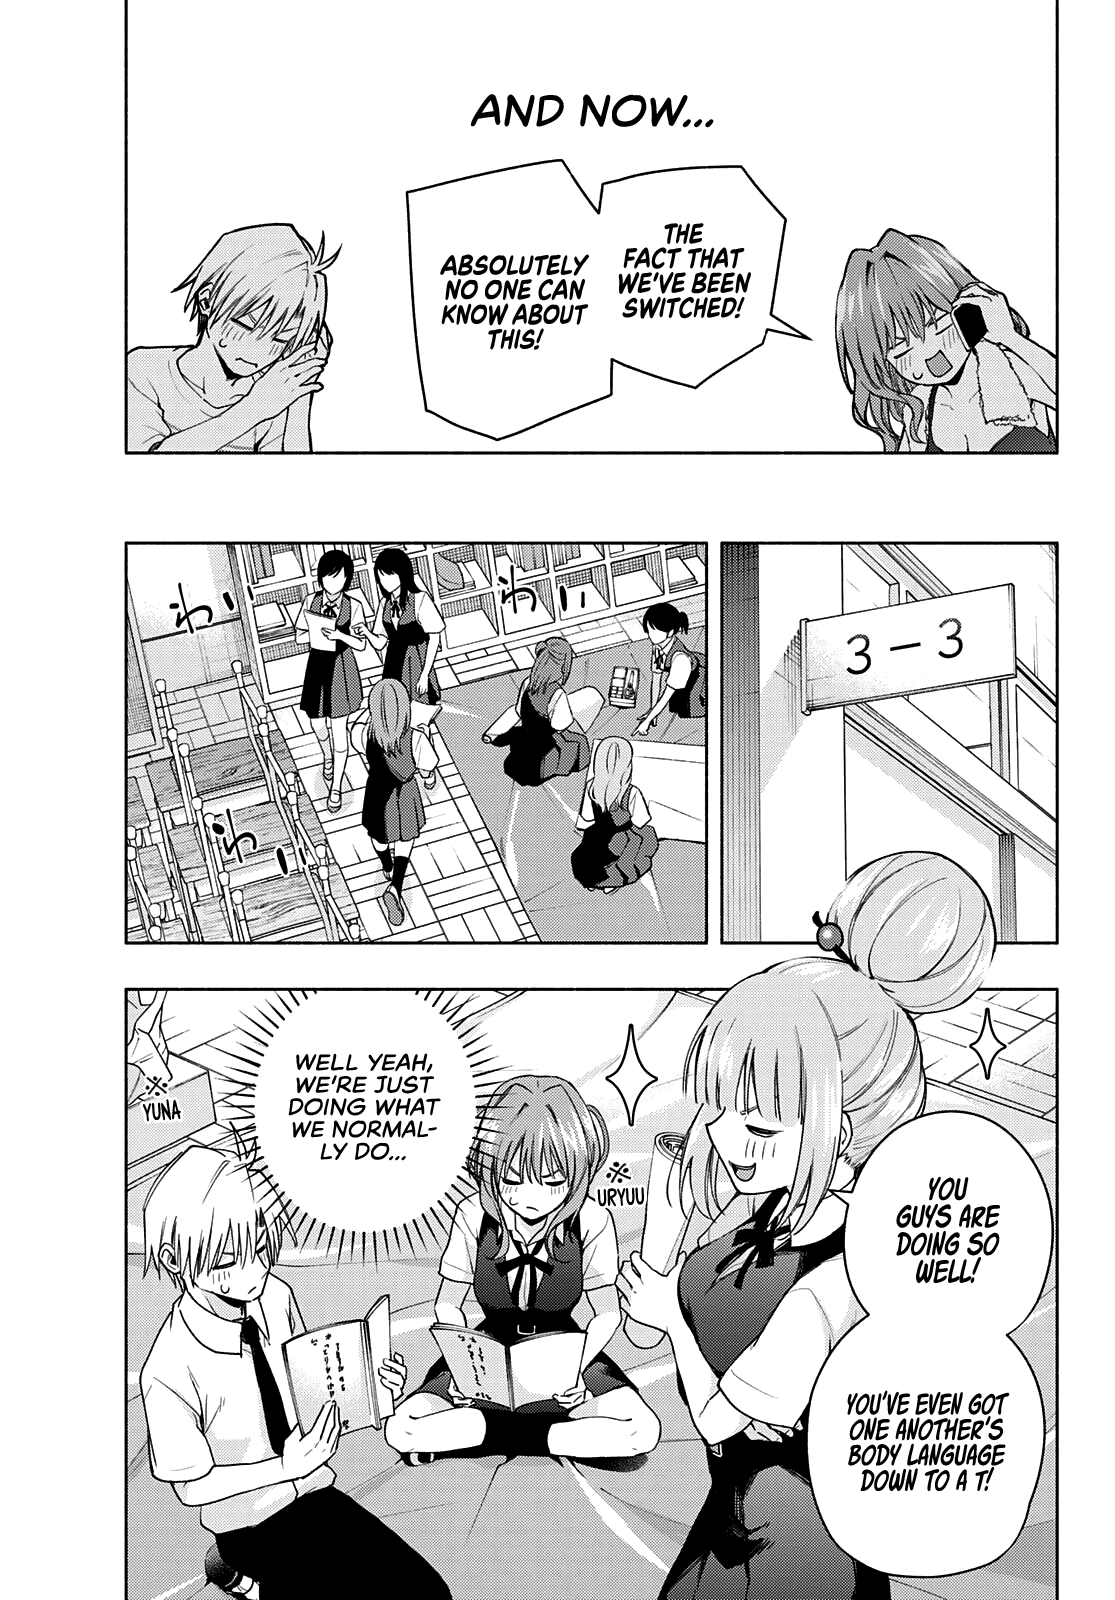 AND NOW...
THE
FACT THAT
WE'VE BEEN
SWITCHED!
ABSOLUTELY
NO ONE CAN
KNOW ABOUT
THIS!
3-3
わい
わい
わい
WELL YEAH,
WE'RE JUST
DOING WHAT
WE NORMAL-
LY DO...
※
YUNA
※
URYUU
YOU
GUYS ARE
DOING SO
WELL!
YOU'VE EVEN GOT
ONE ANOTHER'S
BODY LANGUAGE
DOWN TO A T!